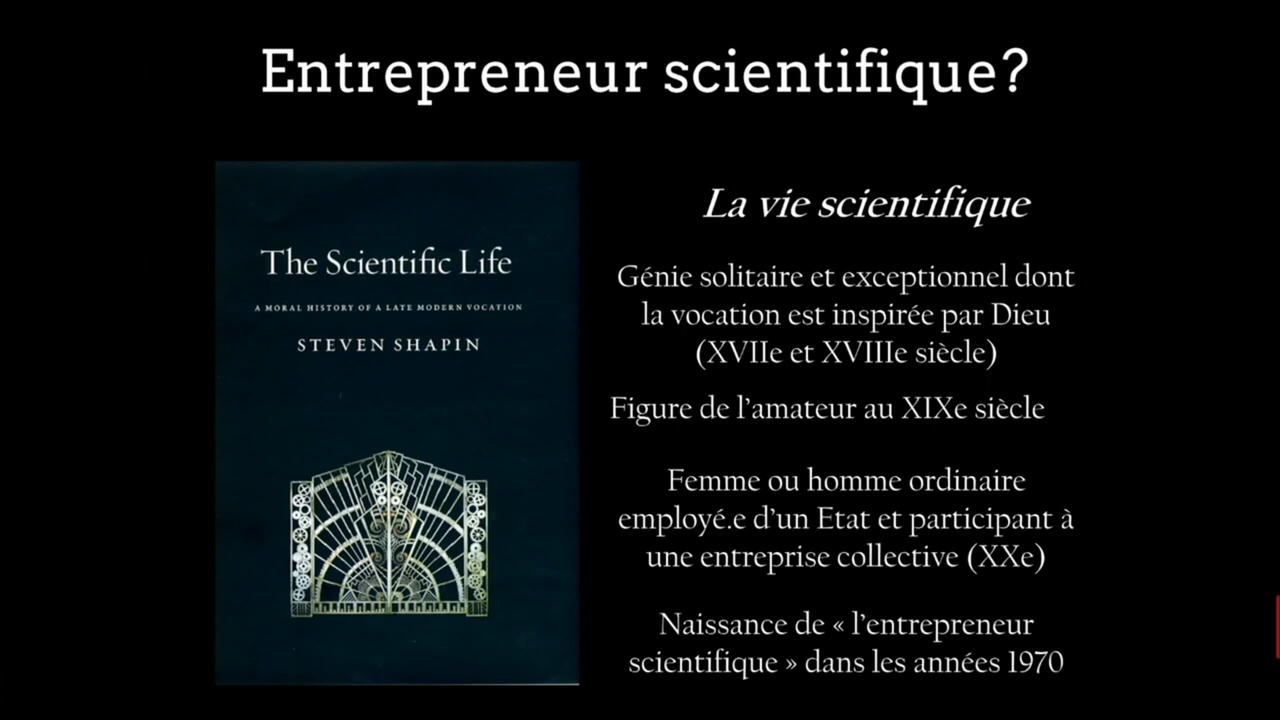 Entrepreneur scientifique?
The Scientific Life
A MORAL HISTORY OF A LATE MODERN VOCATION
STEVEN SHAPIN
La vie scientifique
Génie solitaire et exceptionnel dont
la vocation est inspirée par Dieu
(XVIIe et XVIIIe siècle)
Figure de l'amateur au XIXe siècle
Femme ou homme ordinaire
employé.e d'un Etat et participant à
une entreprise collective (XXe)
Naissance de « l'entrepreneur
scientifique » dans les années 1970